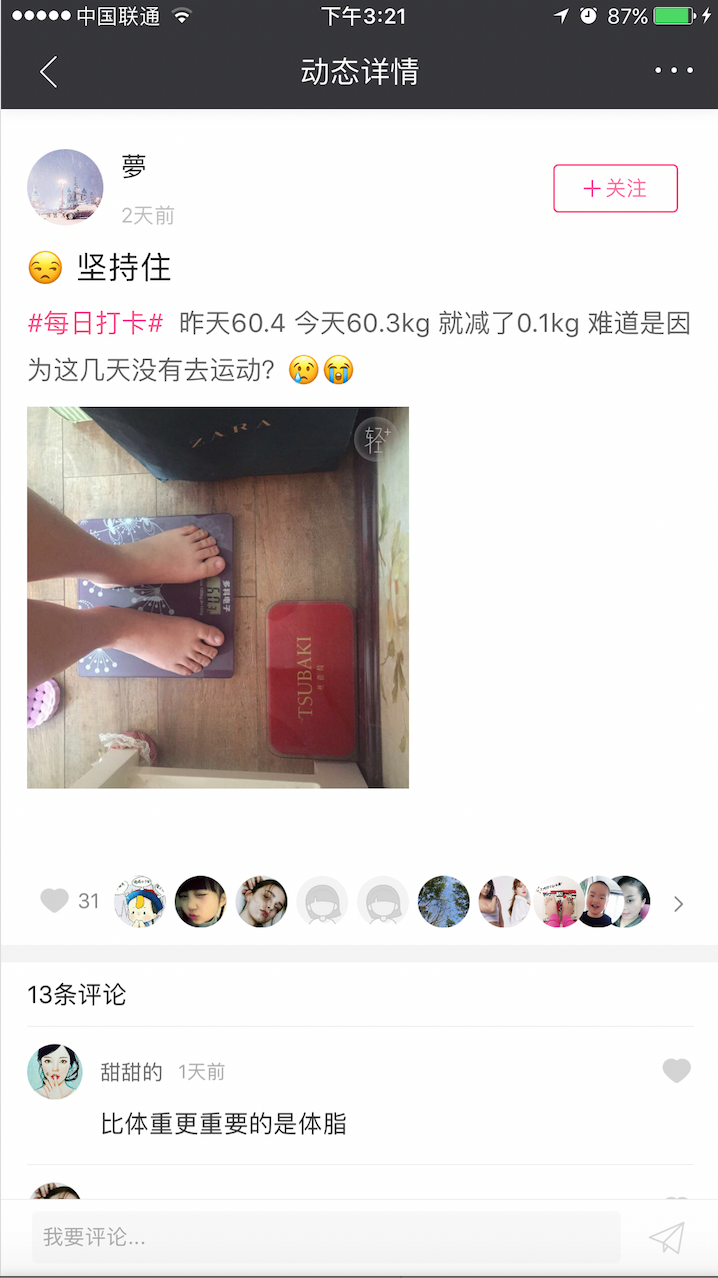 中国联通
下午3:21
87%
动态详情
夢
+关注
2天前
😒 坚持住
#每日打卡# 昨天60.4 今天60.3kg 就减了0.1kg 难道是因
为这几天没有去运动? 😢😭
ZARA
轻+
TSUBAKI
31
13条评论
甜甜的 1天前
比体重更重要的是体脂
我要评论...